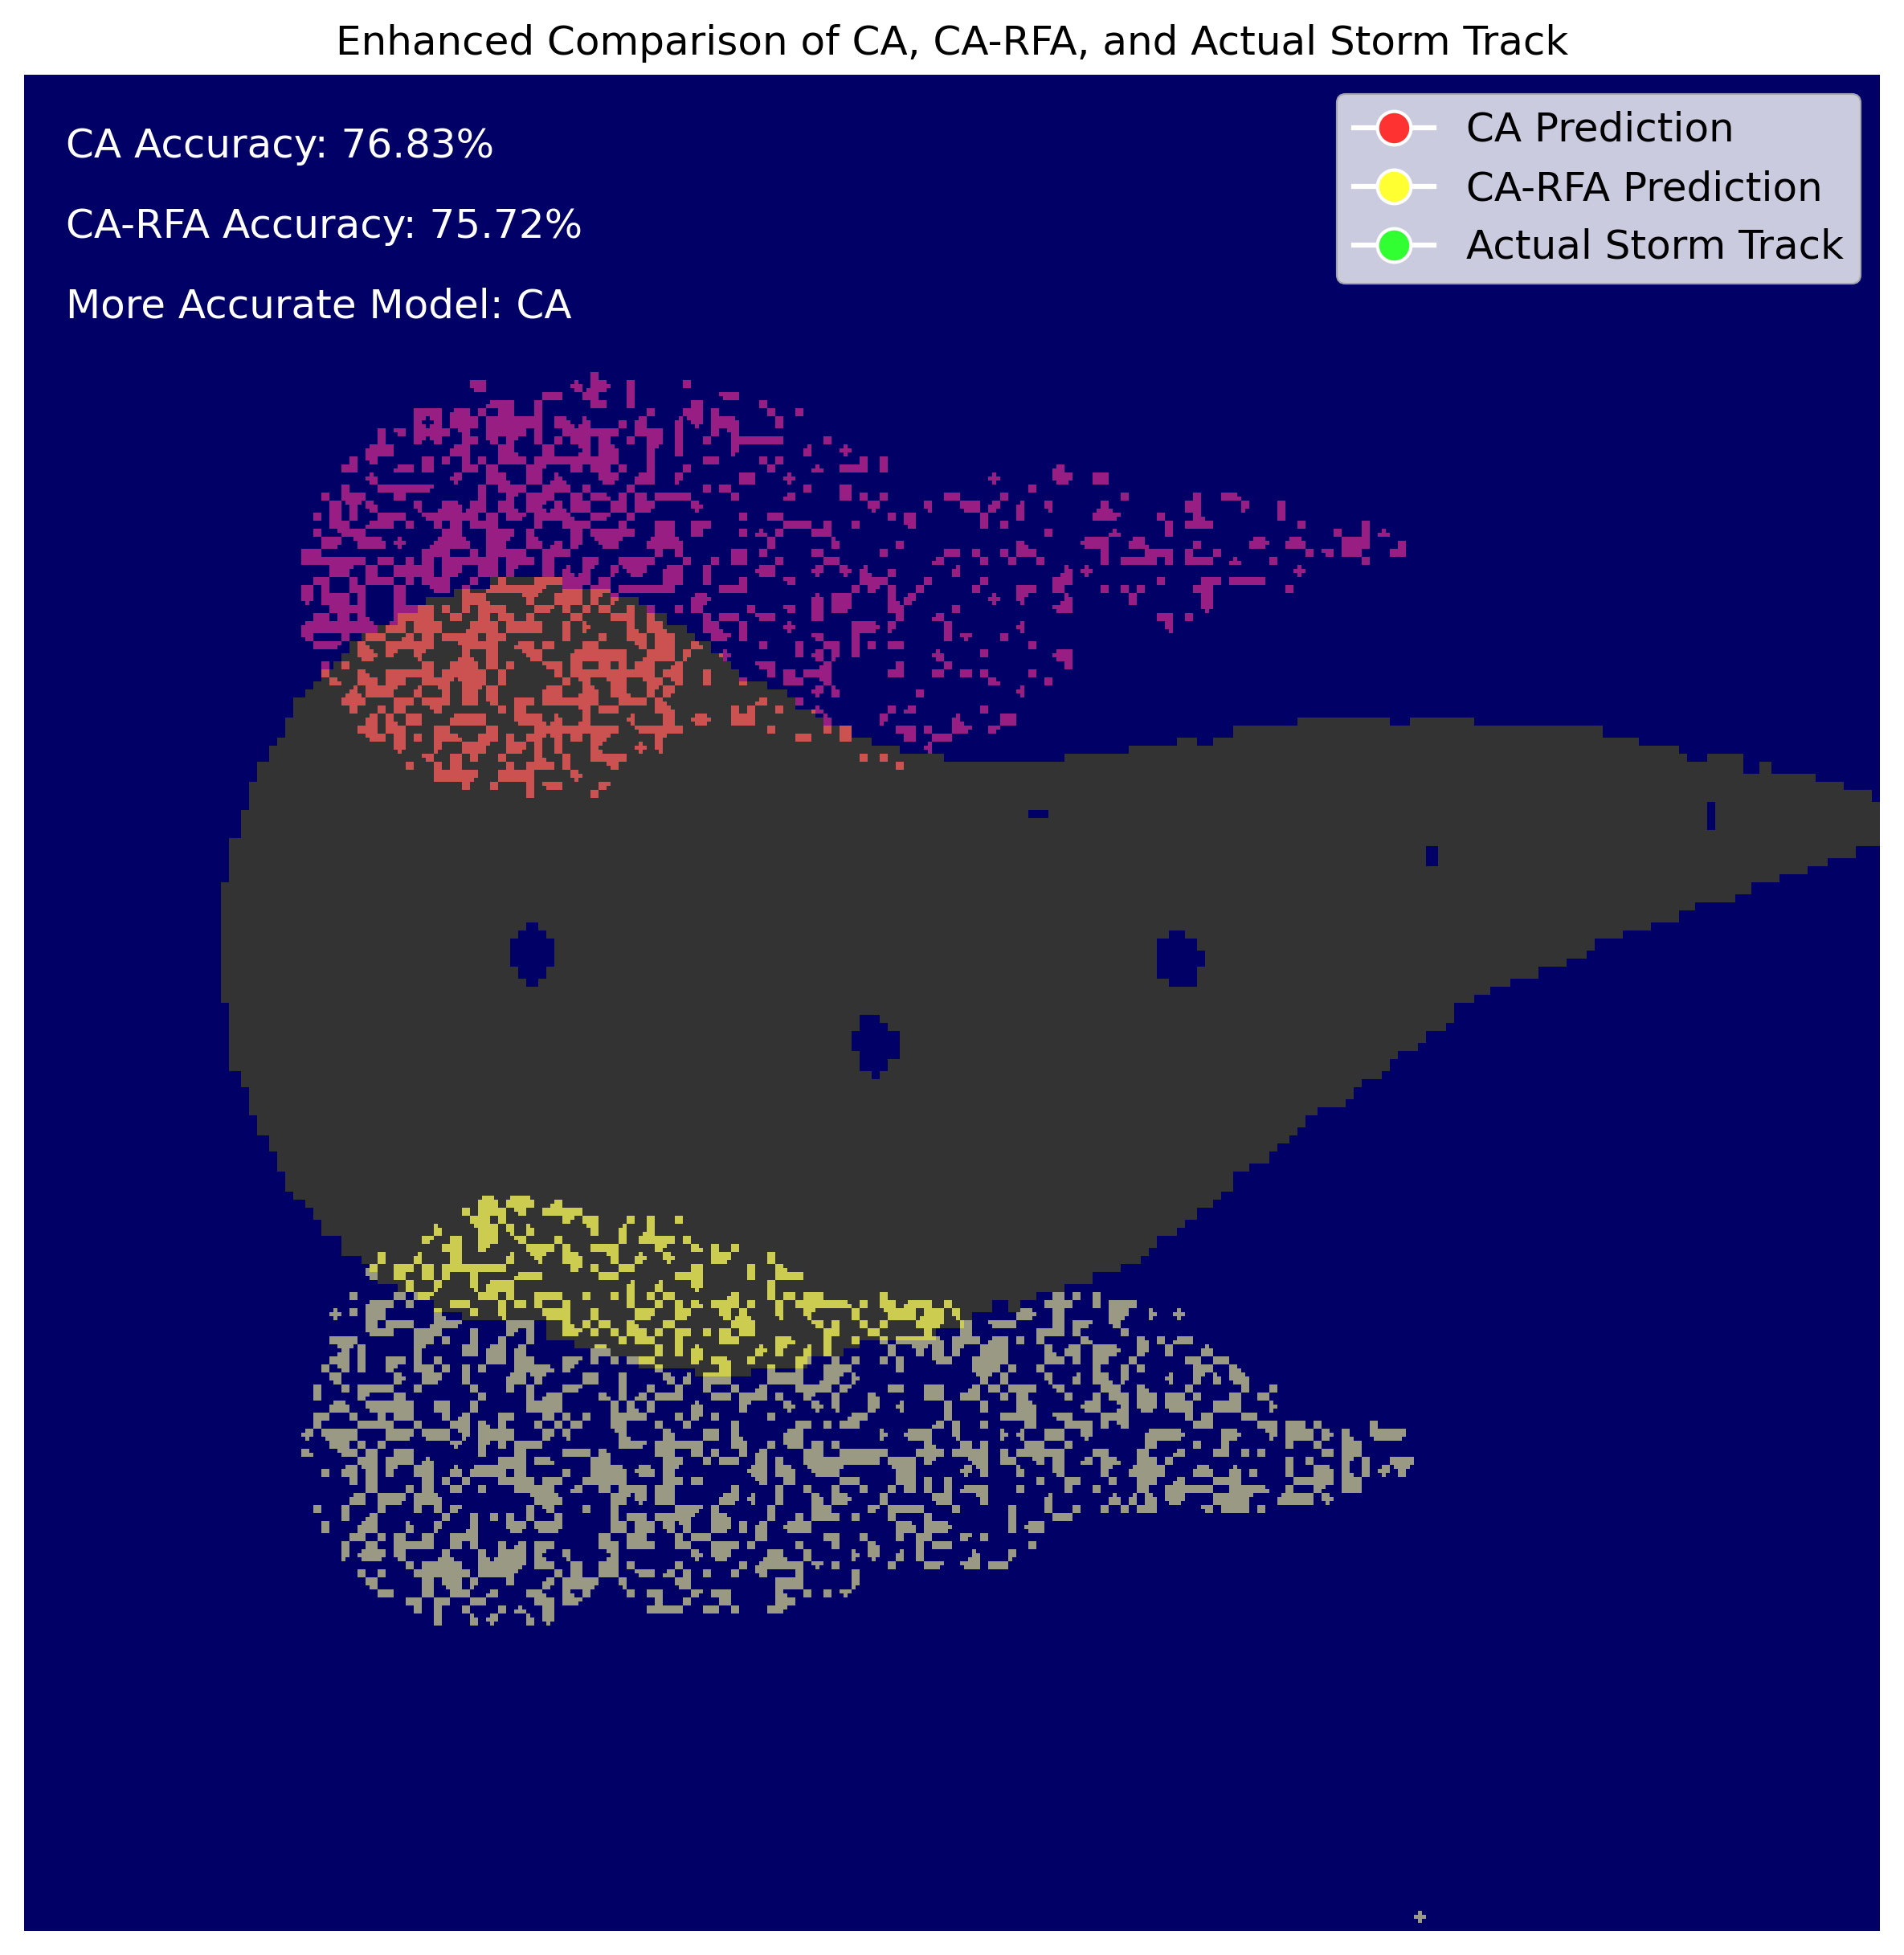 Enhanced Comparison of CA, CA-RFA, and Actual Storm Track
CA Accuracy: 76.83%
CA-RFA Accuracy: 75.72%
More Accurate Model: CA
CA Prediction
CA-RFA Prediction
Actual Storm Track